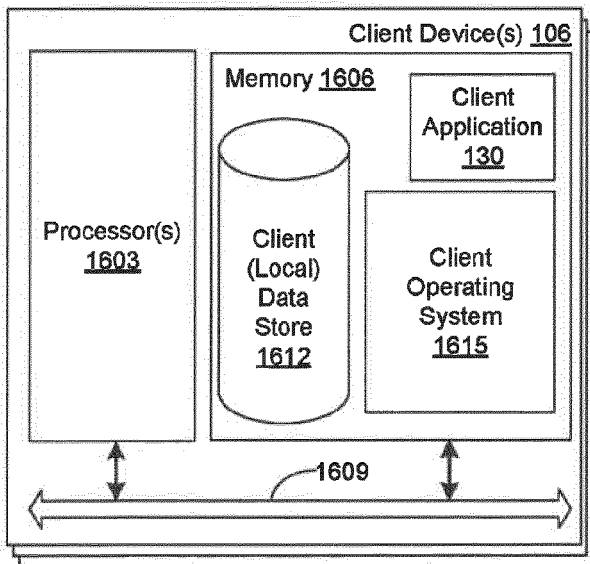 Client Device(s) 106
Memory 1606
Client
Application
130
Processor(s)
1603
Client
(Local)
Data
Store
1612
Client
Operating
System
1615
1609